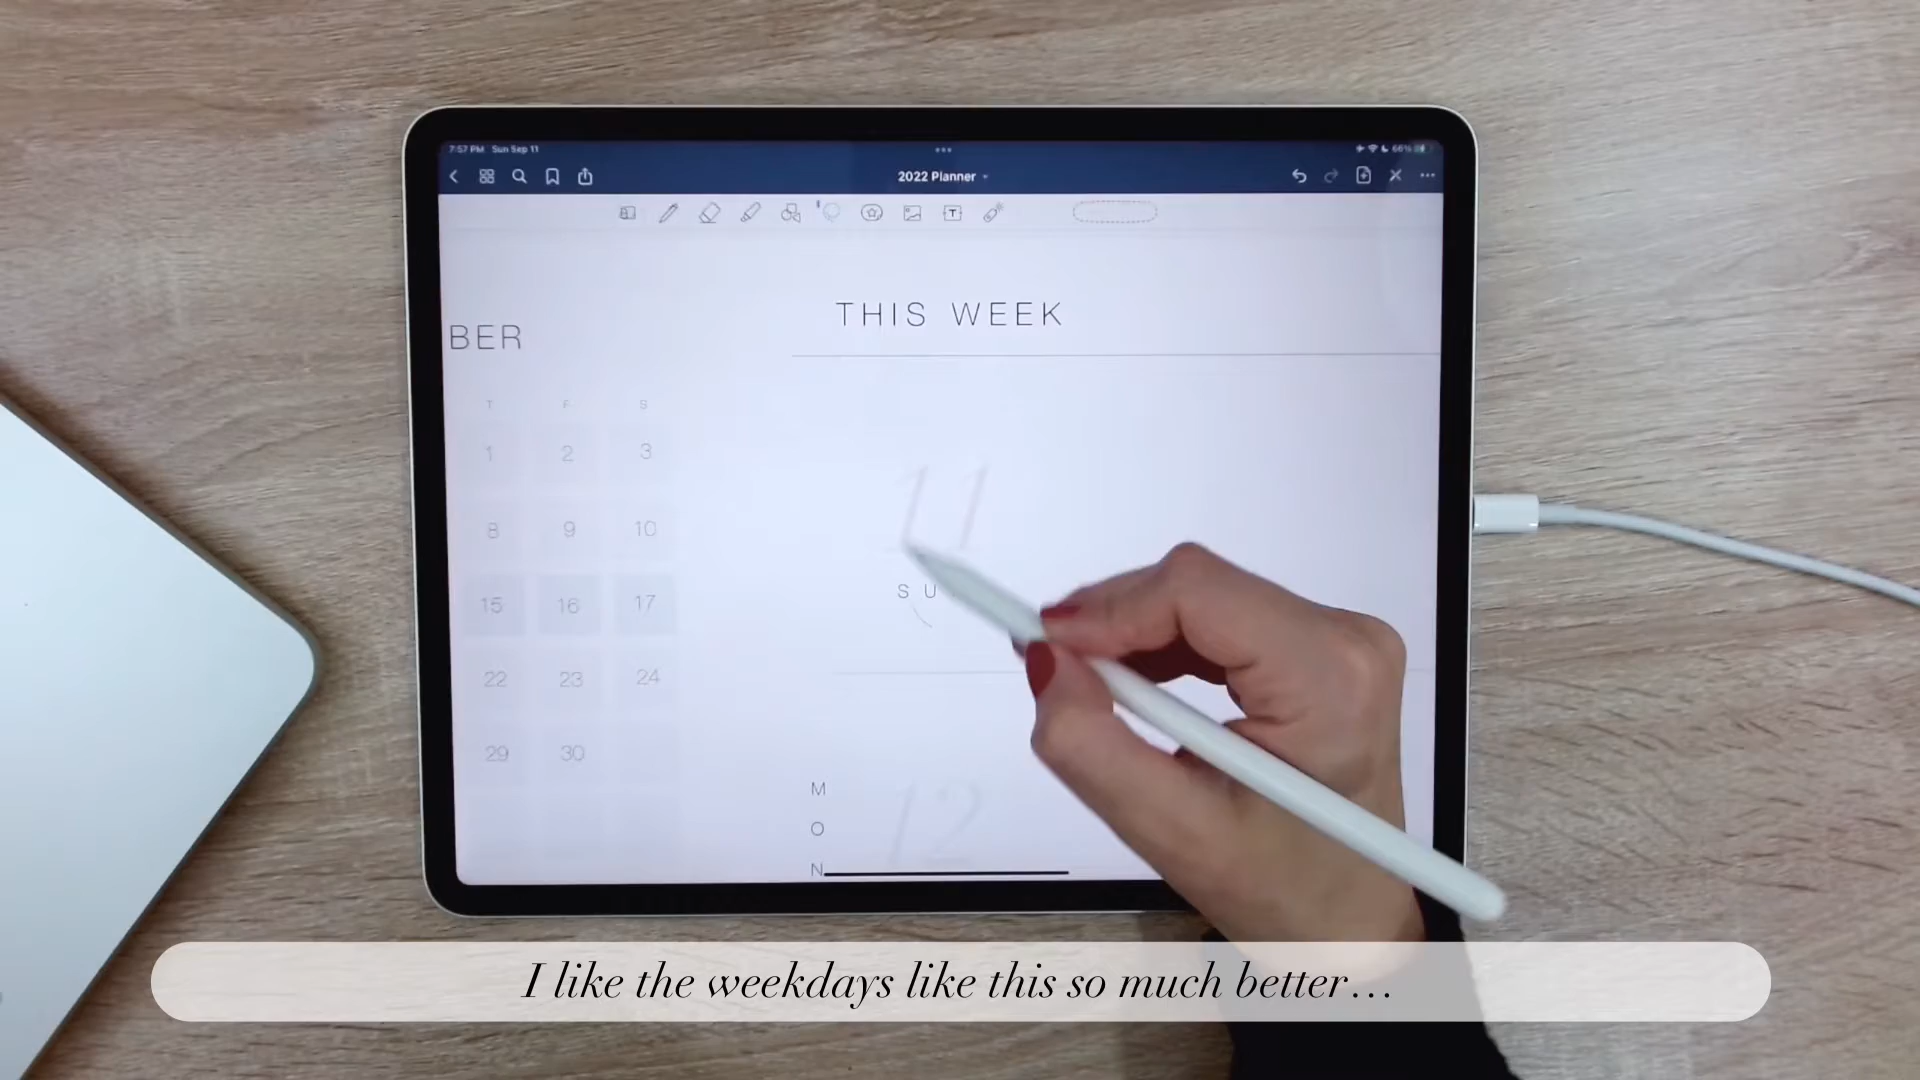 7:57 PM Sun Sep 11
66%
2022 Planner
THIS WEEK
BER
T F S
1 2 3
8 9 10
15 16 17
22 23 24
29 30
11
S U
12
M
O
N
I like the weekdays like this so much better...